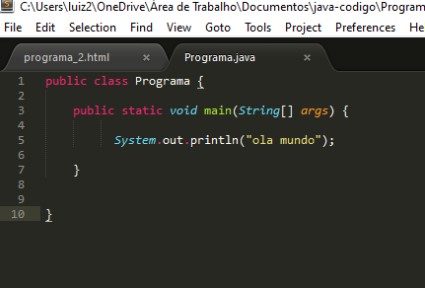 C:\Users\luiz2\OneDrive\Área de Trabalho\Documentos\java-codigo\Program
File Edit Selection Find View Goto Tools Project Preferences He
programa_2.html × Programa.java ×
1 public class Programa {
2
3 public static void main(String[] args) {
4
5 System.out.println("ola mundo");
6
7 }
8
9
10 }